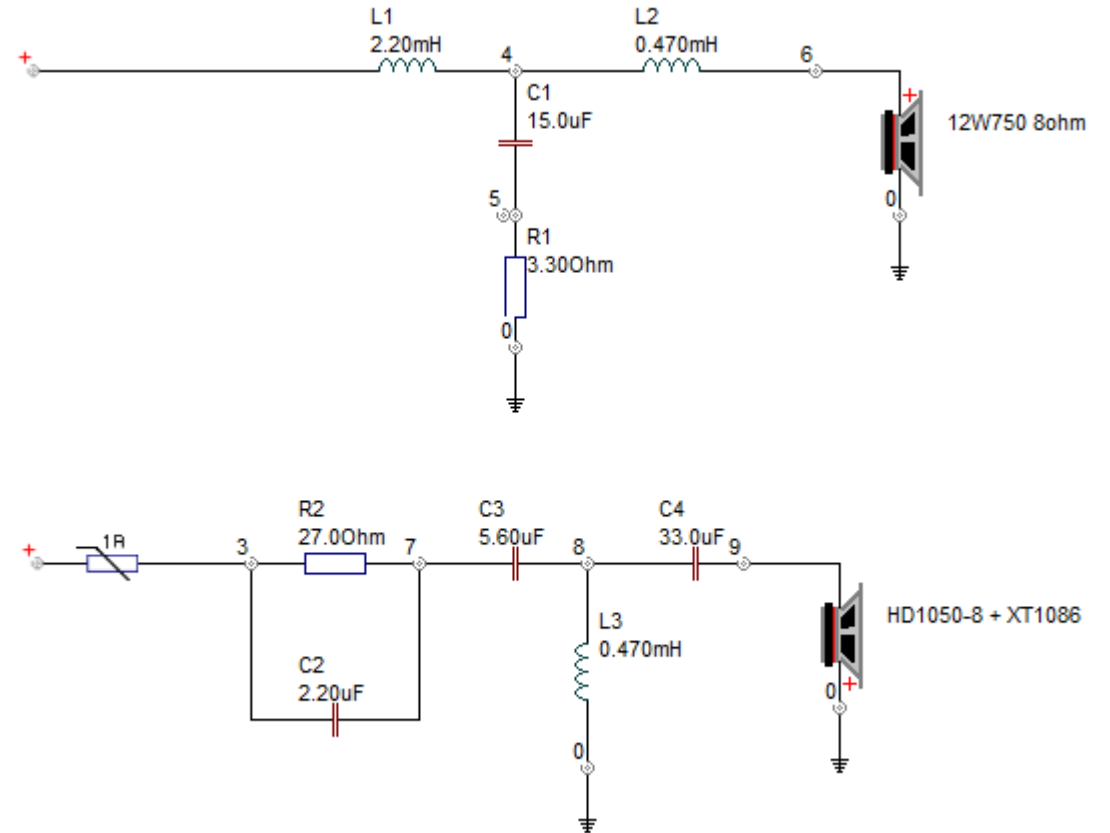 L1
2.20mH
L2
0.470mH
+
4
6
C1
15.0uF
+
12W750 8ohm
5
0
R1
3.30Ohm
0
R2
27.0Ohm
C3
5.60uF
C4
33.0uF
+
1R
3
7
8
9
L3
0.470mH
HD1050-8 + XT1086
C2
2.20uF
0
+
0